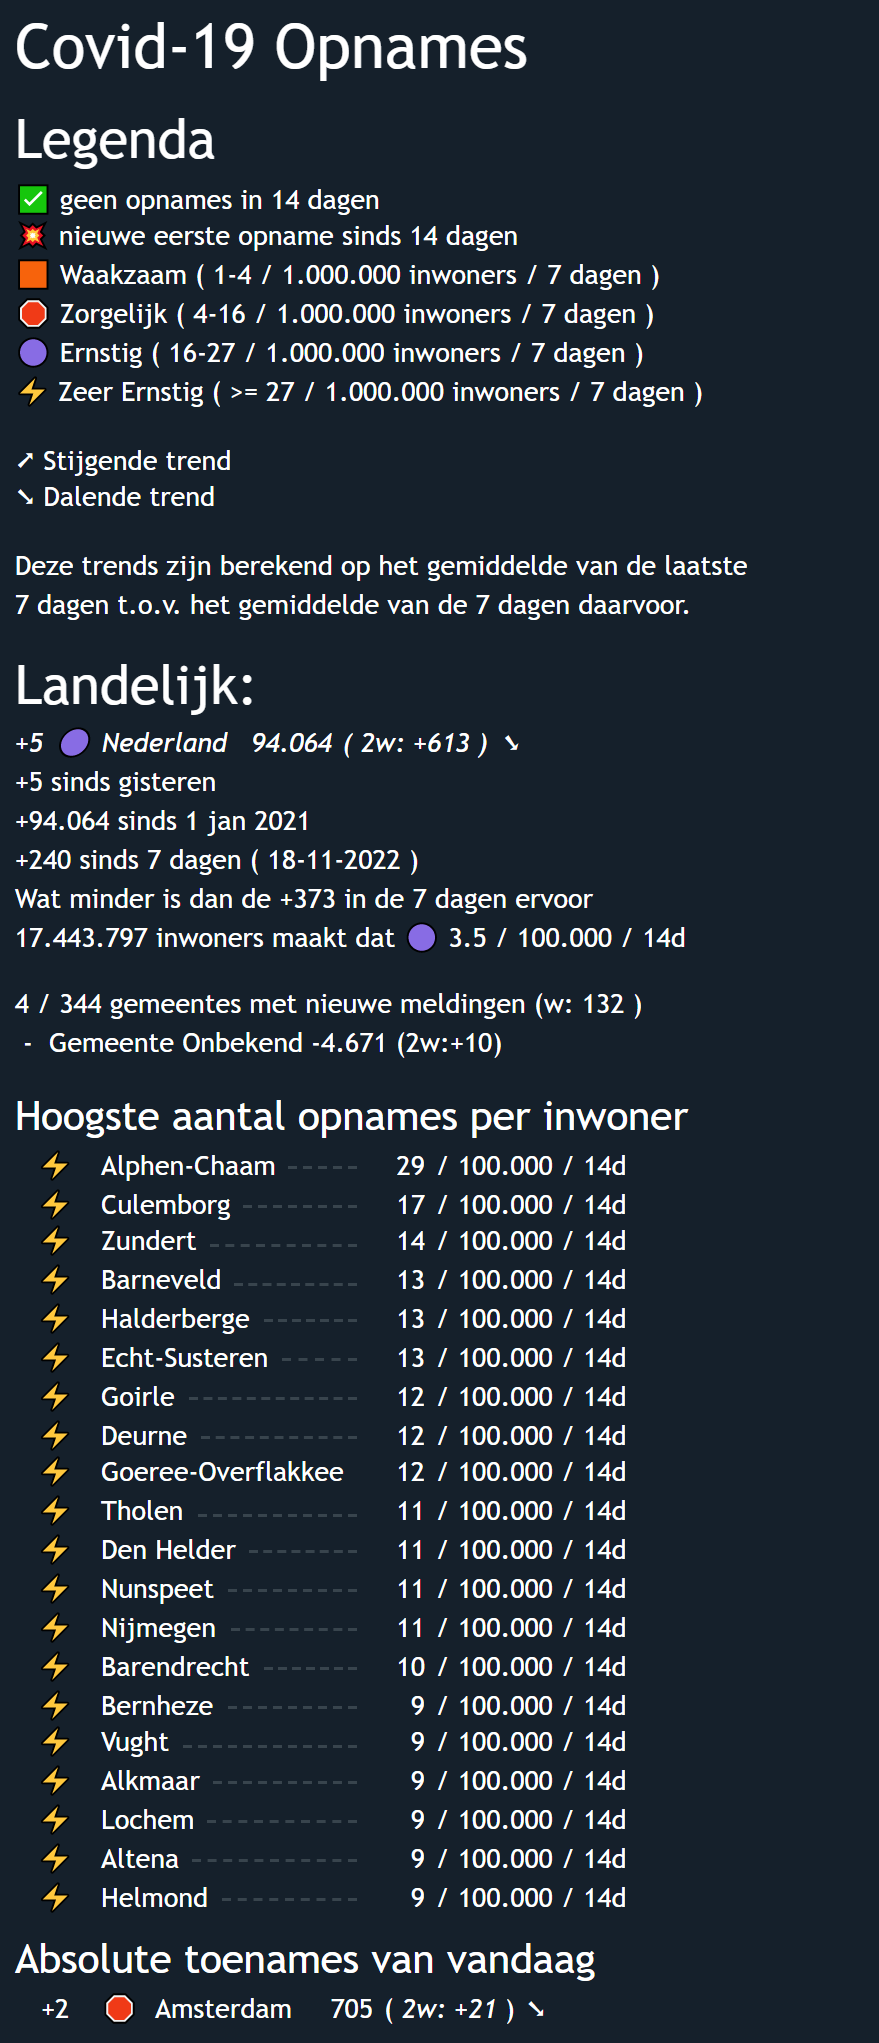 Covid-19 Opnames
Legenda
✅ geen opnames in 14 dagen
💥 nieuwe eerste opname sinds 14 dagen
🟧 Waakzaam ( 1-4 / 1.000.000 inwoners / 7 dagen )
🛑 Zorgelijk ( 4-16 / 1.000.000 inwoners / 7 dagen )
🟣 Ernstig ( 16-27 / 1.000.000 inwoners / 7 dagen )
⚡ Zeer Ernstig ( >= 27 / 1.000.000 inwoners / 7 dagen )
➚ Stijgende trend
➘ Dalende trend
Deze trends zijn berekend op het gemiddelde van de laatste
7 dagen t.o.v. het gemiddelde van de 7 dagen daarvoor.
Landelijk:
+5 🟣 Nederland 94.064 ( 2w: +613 ) ➘
+5 sinds gisteren
+94.064 sinds 1 jan 2021
+240 sinds 7 dagen ( 18-11-2022 )
Wat minder is dan de +373 in de 7 dagen ervoor
17.443.797 inwoners maakt dat 🟣 3.5 / 100.000 / 14d
4 / 344 gemeentes met nieuwe meldingen (w: 132 )
- Gemeente Onbekend -4.671 (2w:+10)
Hoogste aantal opnames per inwoner
⚡ Alphen-Chaam ----- 29 / 100.000 / 14d
⚡ Culemborg -------- 17 / 100.000 / 14d
⚡ Zundert ---------- 14 / 100.000 / 14d
⚡ Barneveld -------- 13 / 100.000 / 14d
⚡ Halderberge ------- 13 / 100.000 / 14d
⚡ Echt-Susteren ----- 13 / 100.000 / 14d
⚡ Goirle ----------- 12 / 100.000 / 14d
⚡ Deurne ----------- 12 / 100.000 / 14d
⚡ Goeree-Overflakkee 12 / 100.000 / 14d
⚡ Tholen ----------- 11 / 100.000 / 14d
⚡ Den Helder -------- 11 / 100.000 / 14d
⚡ Nunspeet --------- 11 / 100.000 / 14d
⚡ Nijmegen --------- 11 / 100.000 / 14d
⚡ Barendrecht ------- 10 / 100.000 / 14d
⚡ Bernheze --------- 9 / 100.000 / 14d
⚡ Vught ------------ 9 / 100.000 / 14d
⚡ Alkmaar ---------- 9 / 100.000 / 14d
⚡ Lochem ---------- 9 / 100.000 / 14d
⚡ Altena ----------- 9 / 100.000 / 14d
⚡ Helmond --------- 9 / 100.000 / 14d
Absolute toenames van vandaag
+2 🛑 Amsterdam 705 ( 2w: +21 ) ➘